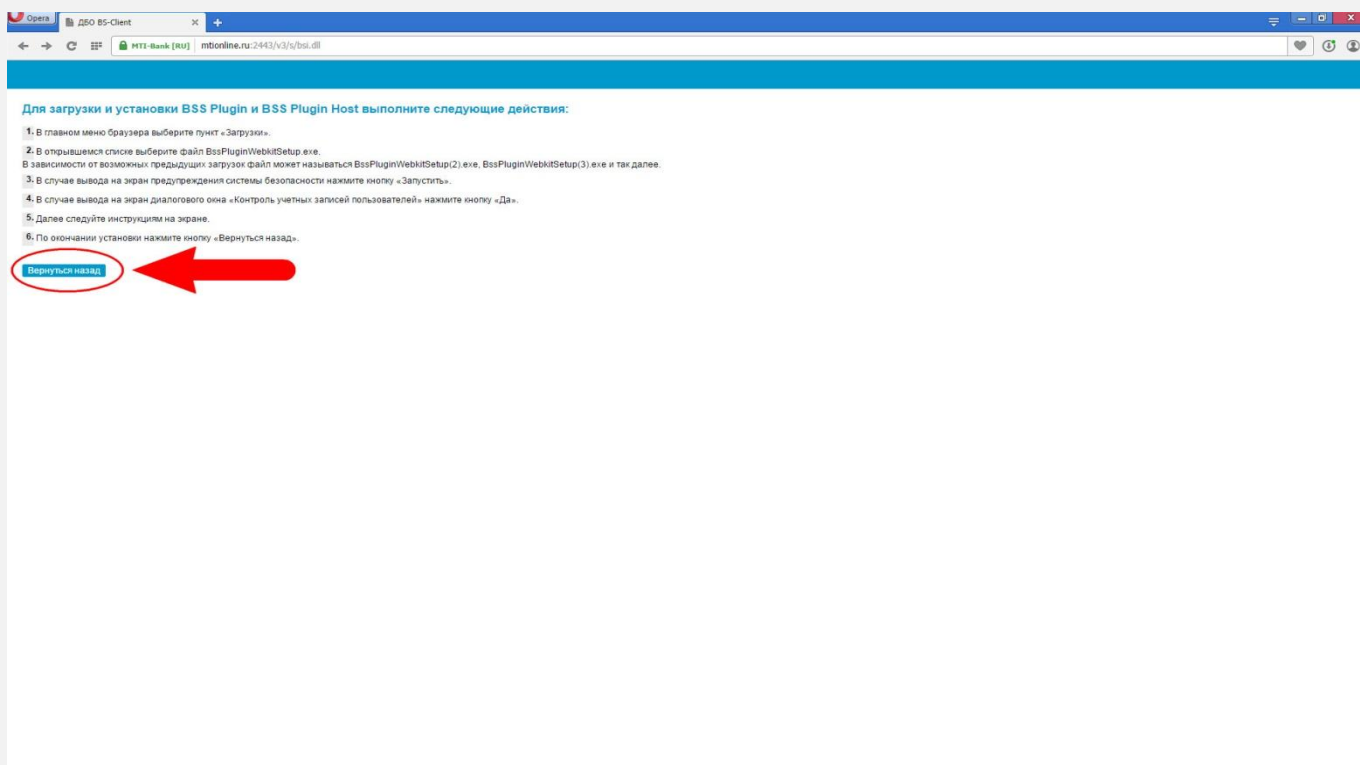 Opera
ДБО BS-Client
MTI-Bank [RU] mtionline.ru:2443/v3/s/bsi.dll
Для загрузки и установки BSS Plugin и BSS Plugin Host выполните следующие действия:
1. В главном меню браузера выберите пункт «Загрузки».
2. В открывшемся списке выберите файл BssPluginWebkitSetup.exe.
В зависимости от возможных предыдущих загрузок файл может называться BssPluginWebkitSetup(2).exe, BssPluginWebkitSetup(3).exe и так далее.
3. В случае вывода на экран предупреждения системы безопасности нажмите кнопку «Запустить».
4. В случае вывода на экран диалогового окна «Контроль учетных записей пользователей» нажмите кнопку «Да».
5. Далее следуйте инструкциям на экране.
6. По окончании установки нажмите кнопку «Вернуться назад».
Вернуться назад